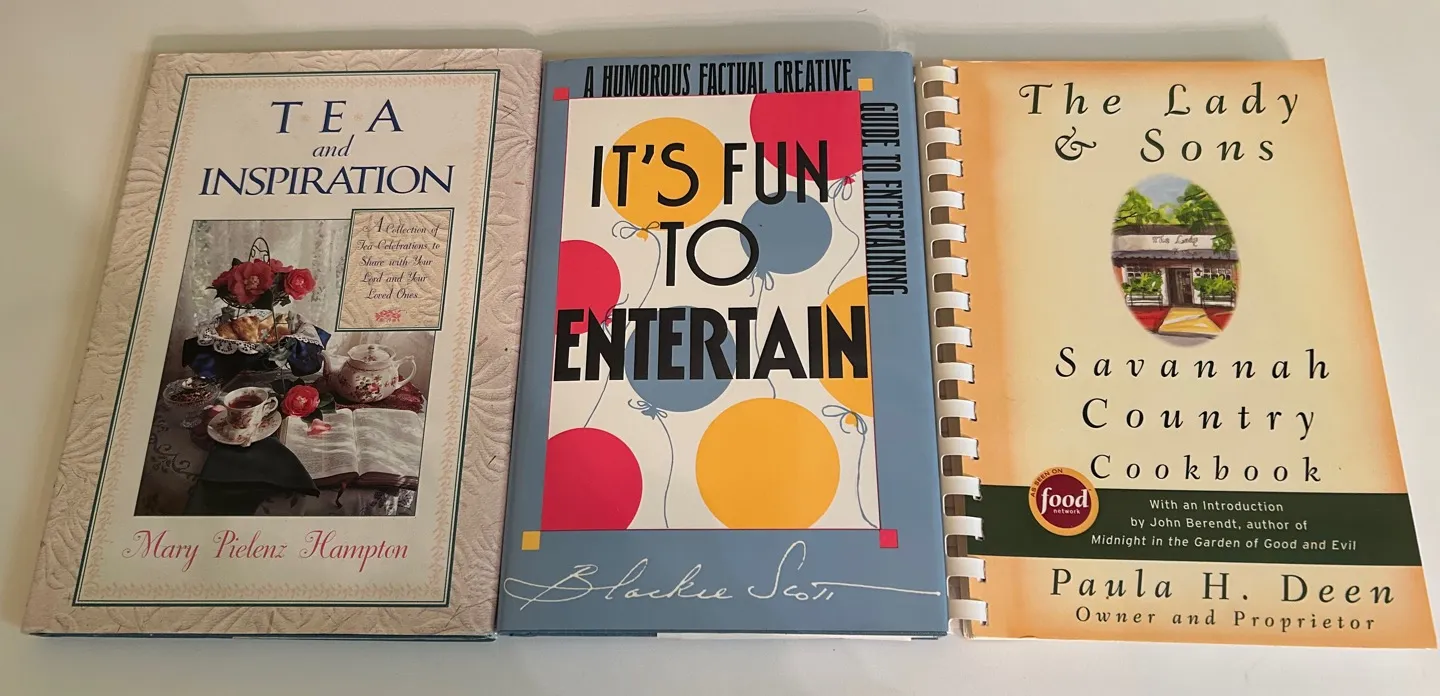 T·E·A
and
INSPIRATION
A Collection of
Tea Celebrations to
Share with Your
Lord and Your
Loved Ones
Mary Pielenz Hampton
A HUMOROUS FACTUAL CREATIVE
GUIDE TO ENTERTAINING
IT'S FUN
TO
ENTERTAIN
Blackie Scott
The Lady
& Sons
The Lady
Savannah
Country
Cookbook
AS SEEN ON
food
network
With an Introduction
by John Berendt, author of
Midnight in the Garden of Good and Evil
Paula H. Deen
Owner and Proprietor